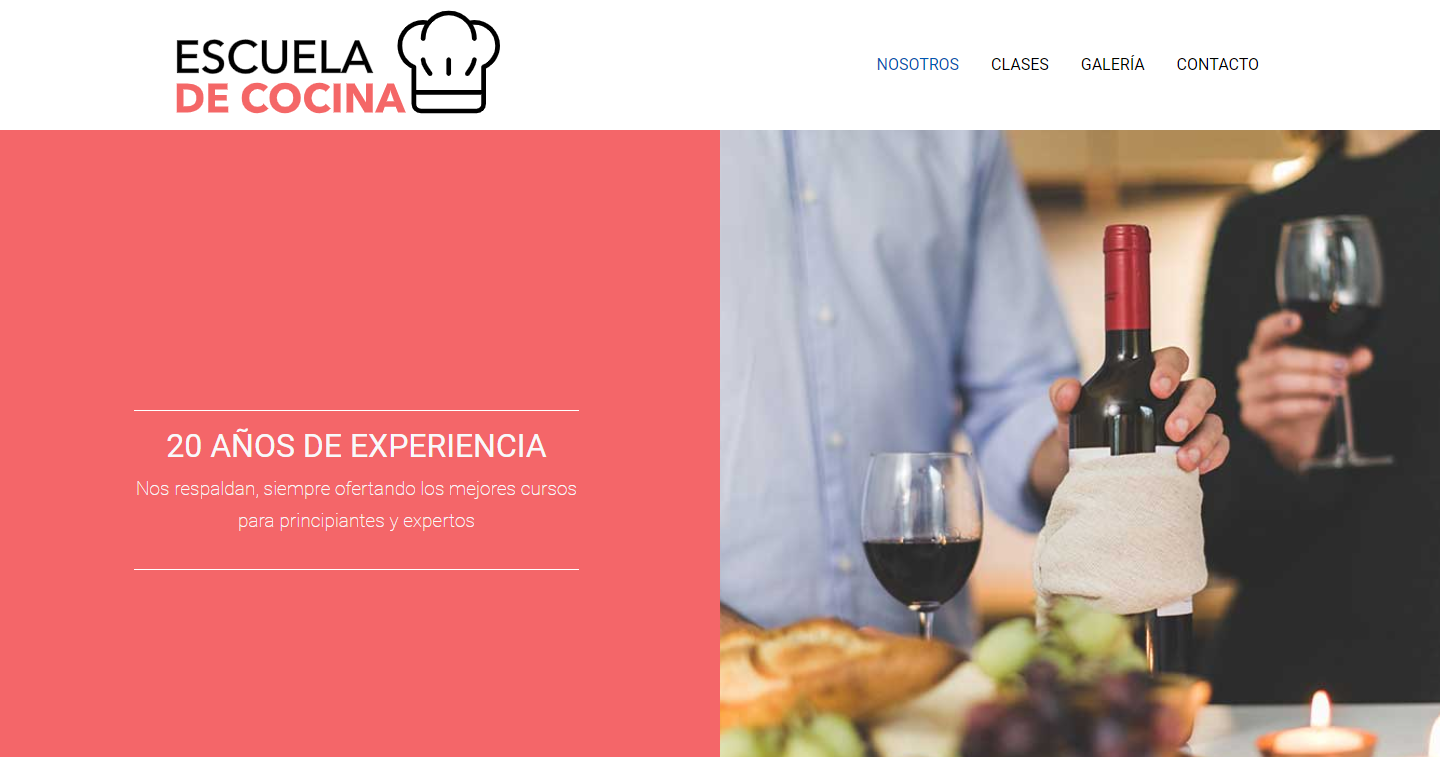 ESCUELA
DE COCINA
NOSOTROS CLASES GALERÍA CONTACTO
20 AÑOS DE EXPERIENCIA
Nos respaldan, siempre ofertando los mejores cursos
para principiantes y expertos